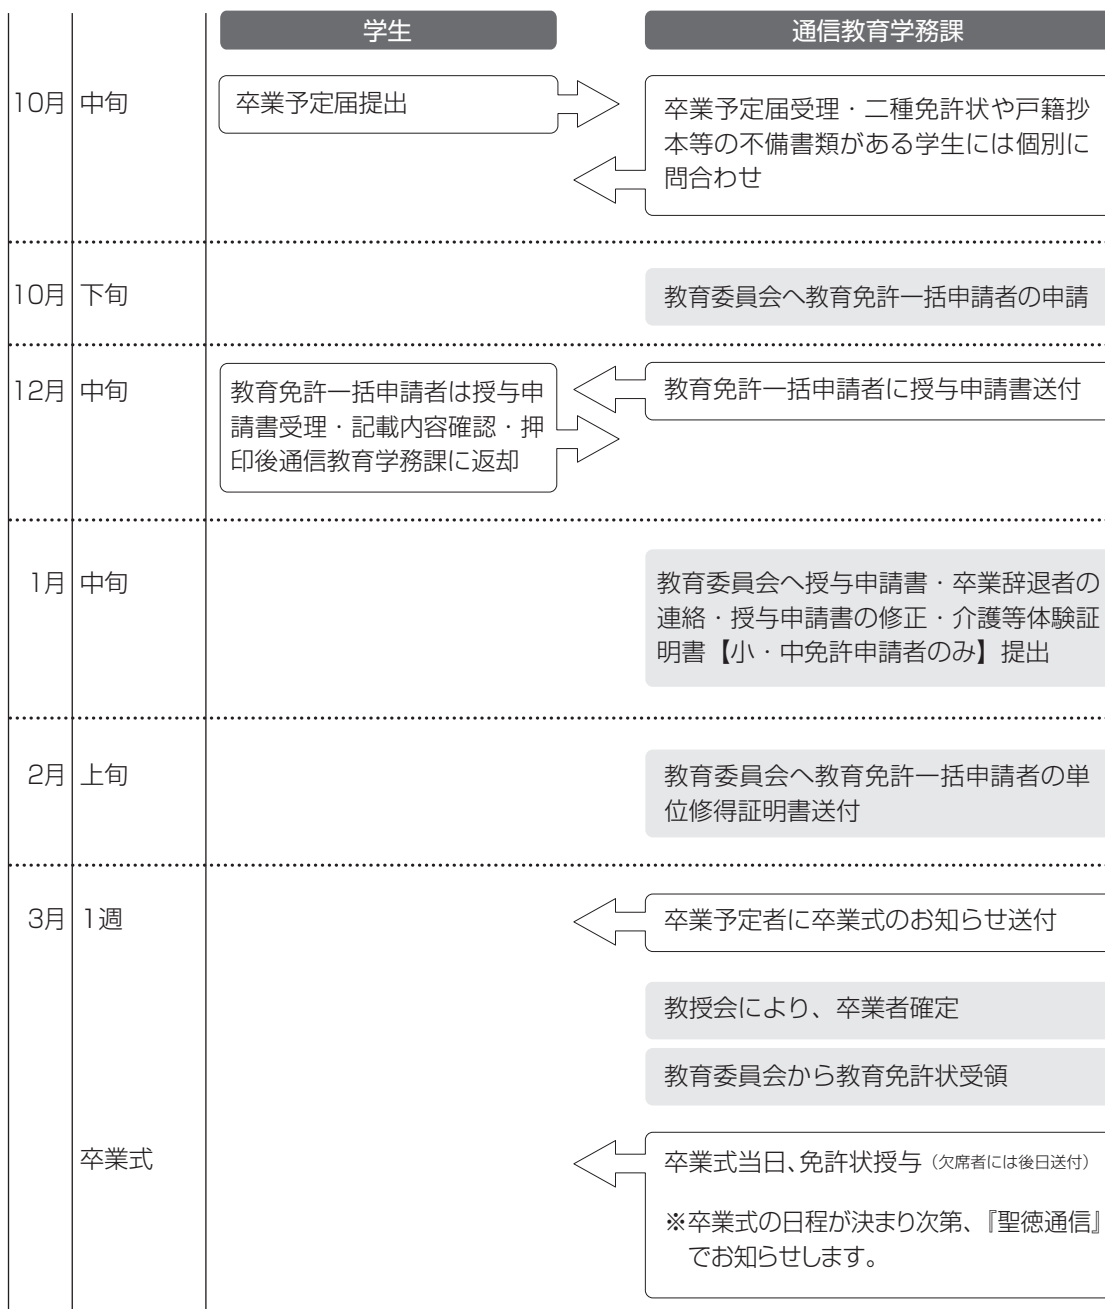 学生
通信教育学務課
10月 中旬
卒業予定届提出
卒業予定届受理・二種免許状や戸籍抄
本等の不備書類がある学生には個別に
問合わせ
10月 下旬
教育委員会へ教育免許一括申請者の申請
12月 中旬
教育免許一括申請者は授与申
請書受理・記載内容確認・押
印後通信教育学務課に返却
教育免許一括申請者に授与申請書送付
1月 中旬
教育委員会へ授与申請書・卒業辞退者の
連絡・授与申請書の修正・介護等体験証
明書【小・中免許申請者のみ】提出
2月 上旬
教育委員会へ教育免許一括申請者の単
位修得証明書送付
3月 1週
卒業予定者に卒業式のお知らせ送付
教授会により、卒業者確定
教育委員会から教育免許状受領
卒業式
卒業式当日、免許状授与（欠席者には後日送付）
※卒業式の日程が決まり次第、『聖徳通信』
でお知らせします。